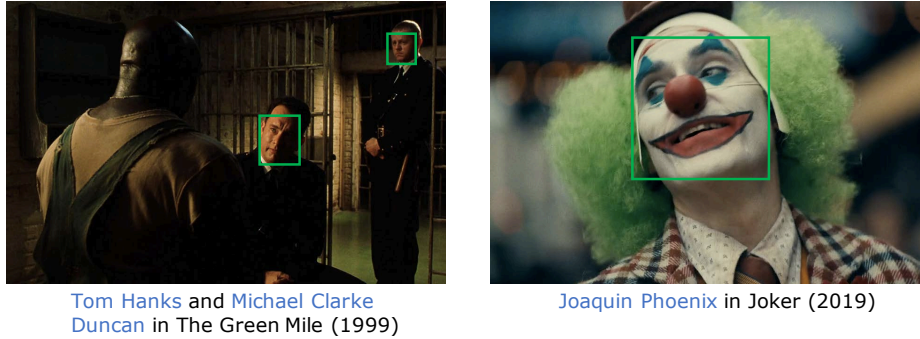 Tom Hanks and Michael Clarke
Duncan in The Green Mile (1999)
Joaquin Phoenix in Joker (2019)